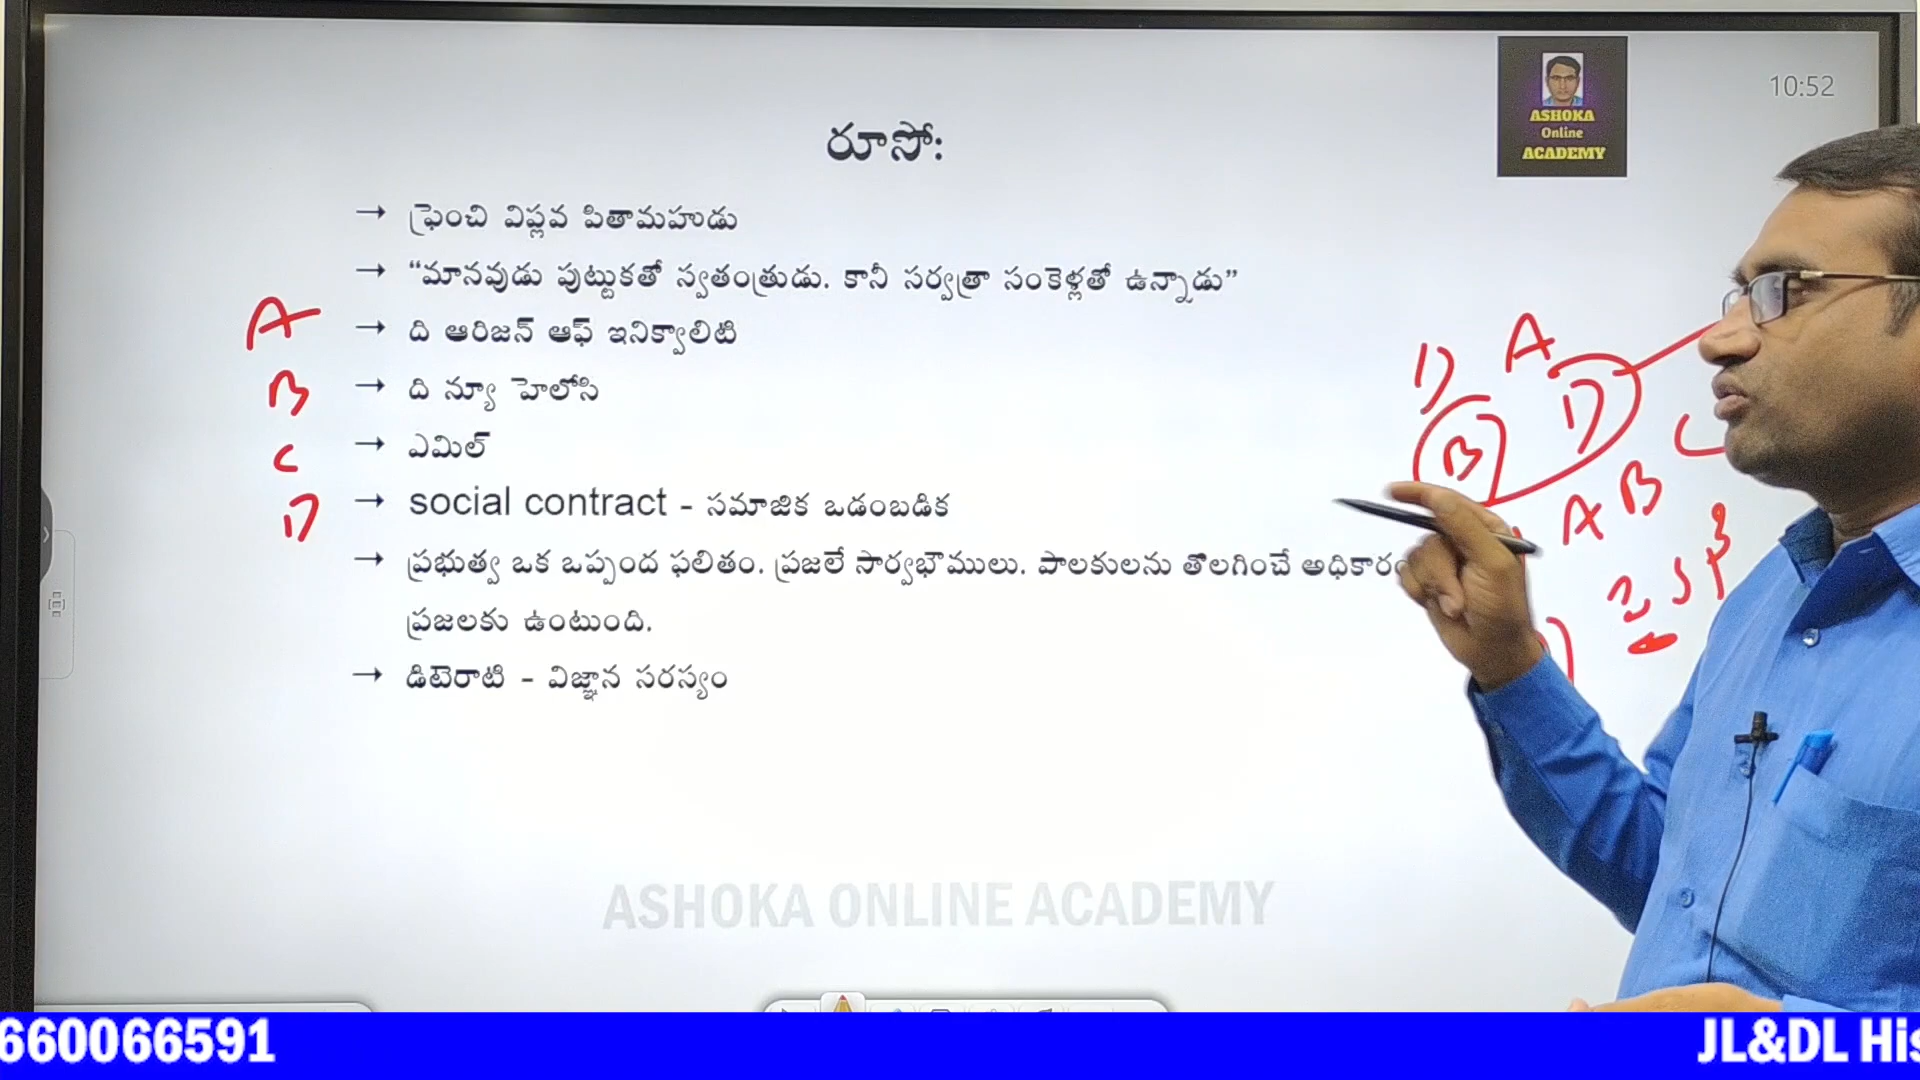 ASHOKA
Online
ACADEMY
10:52
రూసో:
→ ఫ్రెంచి విప్లవ పితామహుడు
→ “మానవుడు పుట్టుకతో స్వతంత్రుడు. కానీ సర్వత్రా సంకెళ్లతో ఉన్నాడు”
A → ది ఆరిజన్ ఆఫ్ ఇనిక్వాలిటి
B → ది న్యూ హెలోసి
C → ఎమిల్
D → social contract - సమాజిక ఒడంబడిక
→ ప్రభుత్వ ఒక ఒప్పంద ఫలితం. ప్రజలే సార్వభౌములు. పాలకులను తొలగించే అధికారం
ప్రజలకు ఉంటుంది.
→ డిటెరాటి - విజ్ఞాన సరస్యం
1) A
B D C
A B
ASHOKA ONLINE ACADEMY
660066591
JL&DL His